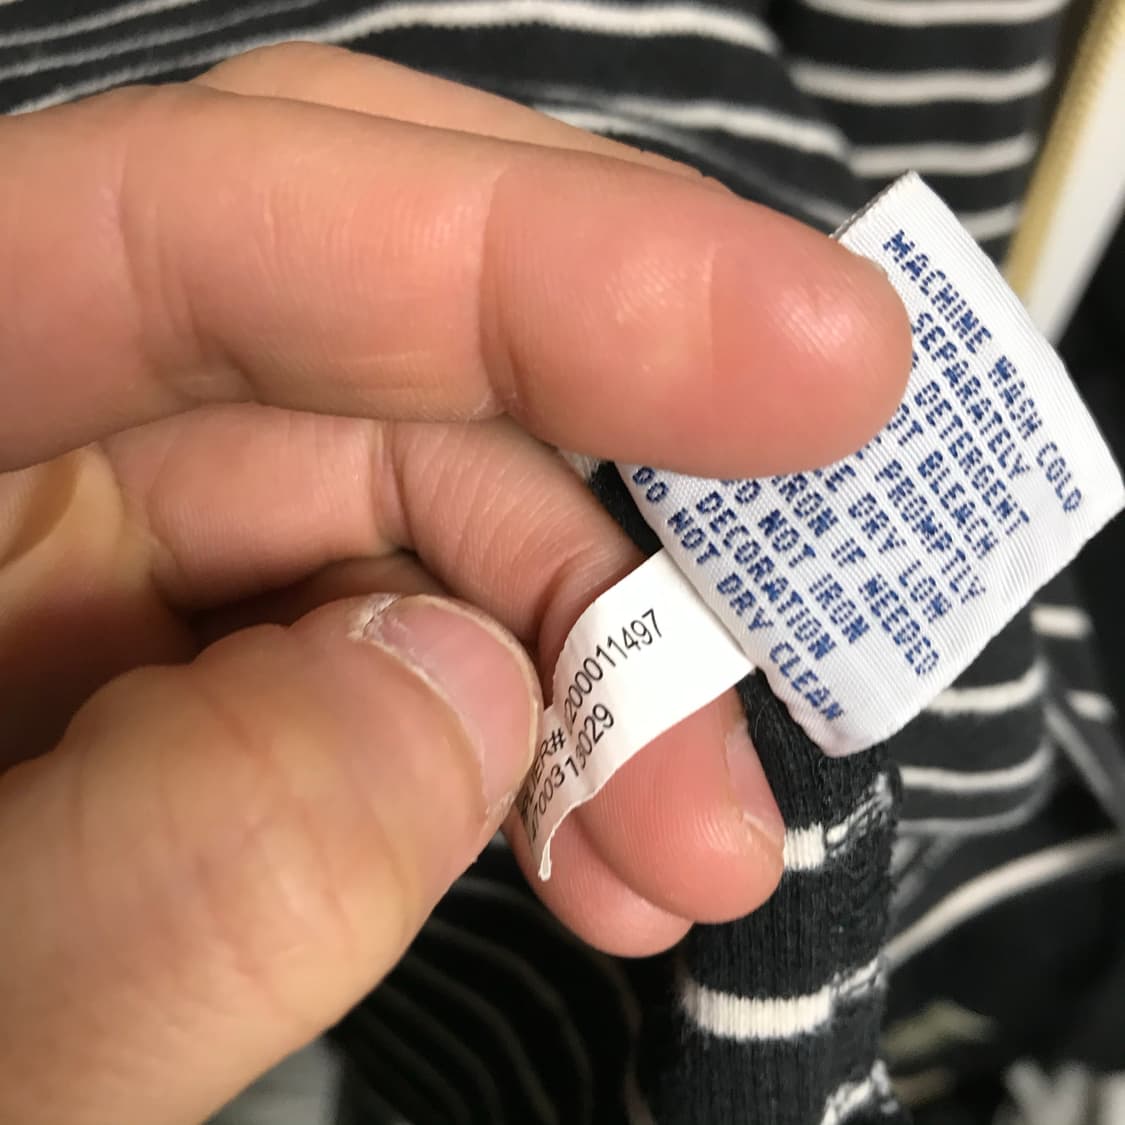 MACHINE WASH COLD
SEPARATELY
DETERGENT
BLEACH
PROMPTLY
DRY LOW
IRON IF NEEDED
DO NOT IRON
DECORATION
DO NOT DRY CLEAN
200011497